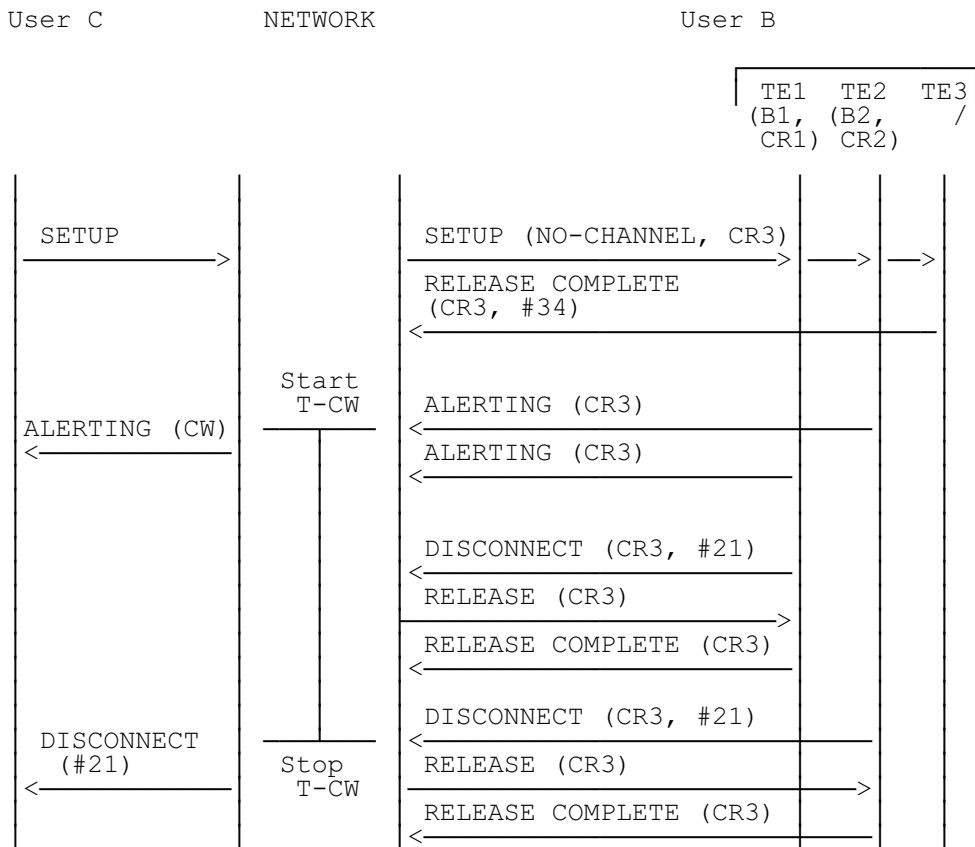 User C NETWORK User B
TE1 TE2 TE3
(B1, (B2, /
CR1) CR2)
SETUP SETUP (NO-CHANNEL, CR3)
RELEASE COMPLETE
(CR3, #34)
Start
T-CW ALERTING (CR3)
ALERTING (CW)
ALERTING (CR3)
DISCONNECT (CR3, #21)
RELEASE (CR3)
RELEASE COMPLETE (CR3)
DISCONNECT (CR3, #21)
DISCONNECT
(#21) Stop RELEASE (CR3)
T-CW
RELEASE COMPLETE (CR3)